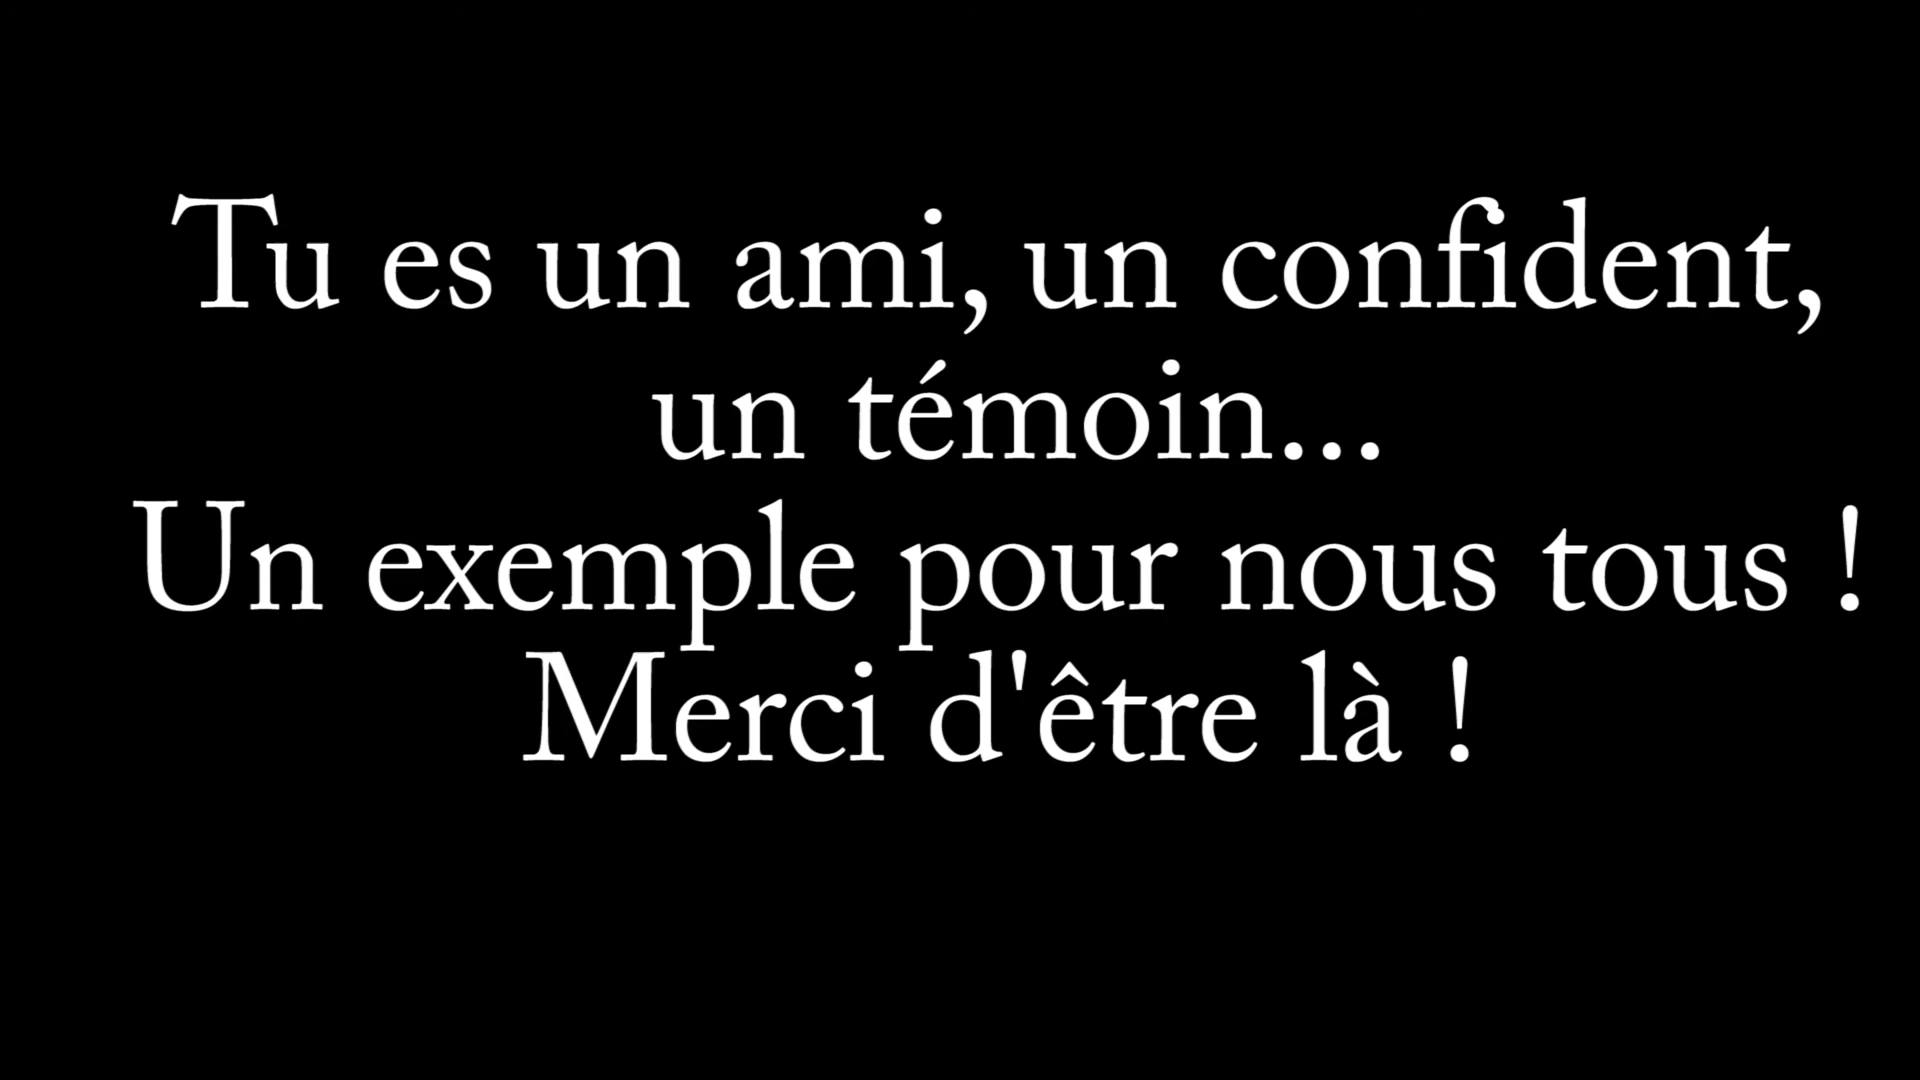 Tu es un ami, un confident,
un témoin...
Un exemple pour nous tous !
Merci d'être là !